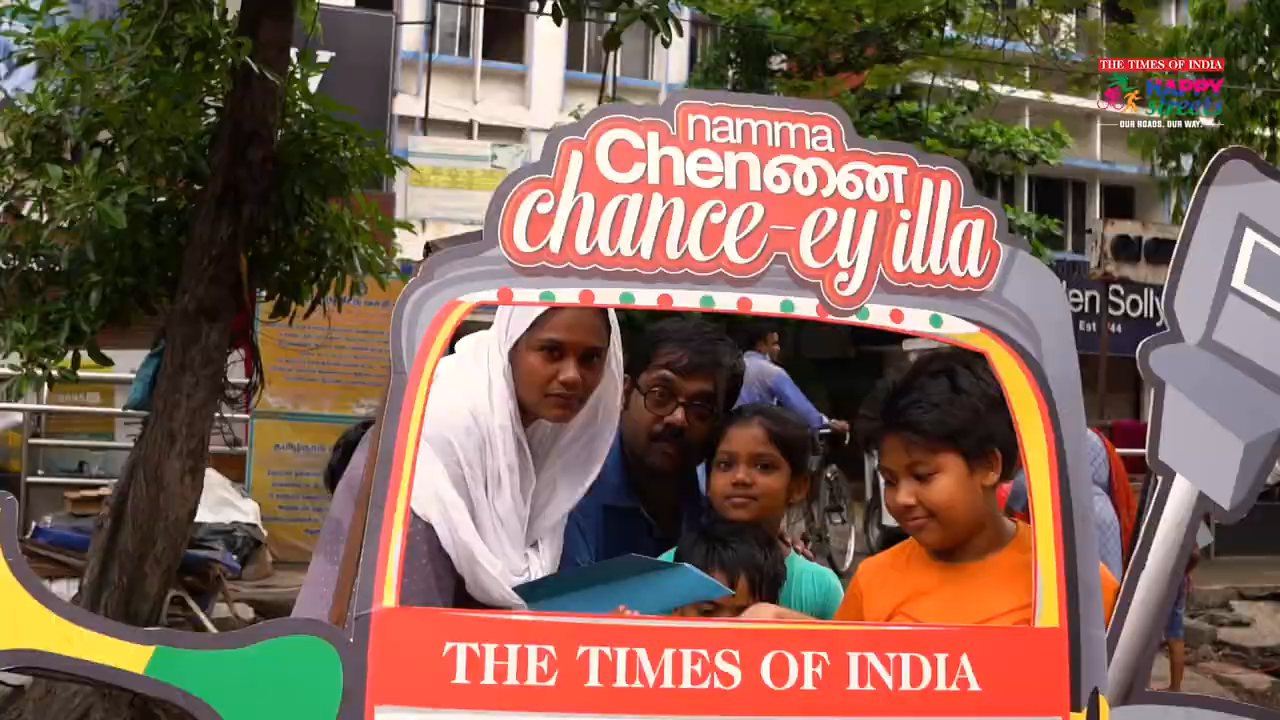 THE TIMES OF INDIA
HAPPY
streets
OUR ROADS. OUR WAY.
namma
Chenனை
chance-ey illa
len Solly
THE TIMES OF INDIA